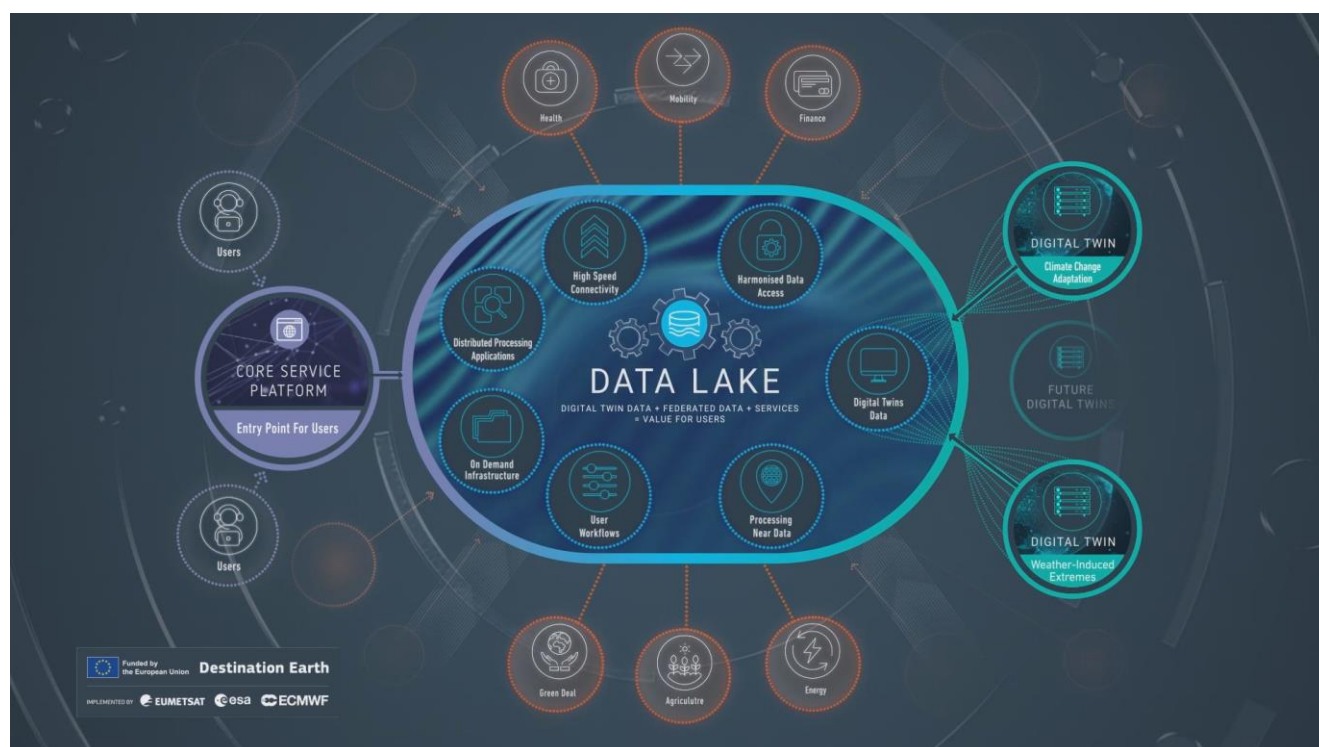 Health
Mobility
Finance
Users
High Speed
Connectivity
Harmonised Data
Access
DIGITAL TWIN
Climate Change
Adaptation
Distributed Processing
Applications
CORE SERVICE
PLATFORM
Entry Point For Users
DATA LAKE
DIGITAL TWIN DATA + FEDERATED DATA + SERVICES
= VALUE FOR USERS
Digital Twins
Data
FUTURE
DIGITAL TWINS
On Demand
Infrastructure
User
Workflows
Processing
Near Data
Users
DIGITAL TWIN
Weather-Induced
Extremes
Green Deal
Agriculutre
Energy
Funded by
the European Union
Destination Earth
IMPLEMENTED BY EUMETSAT esa ECMWF